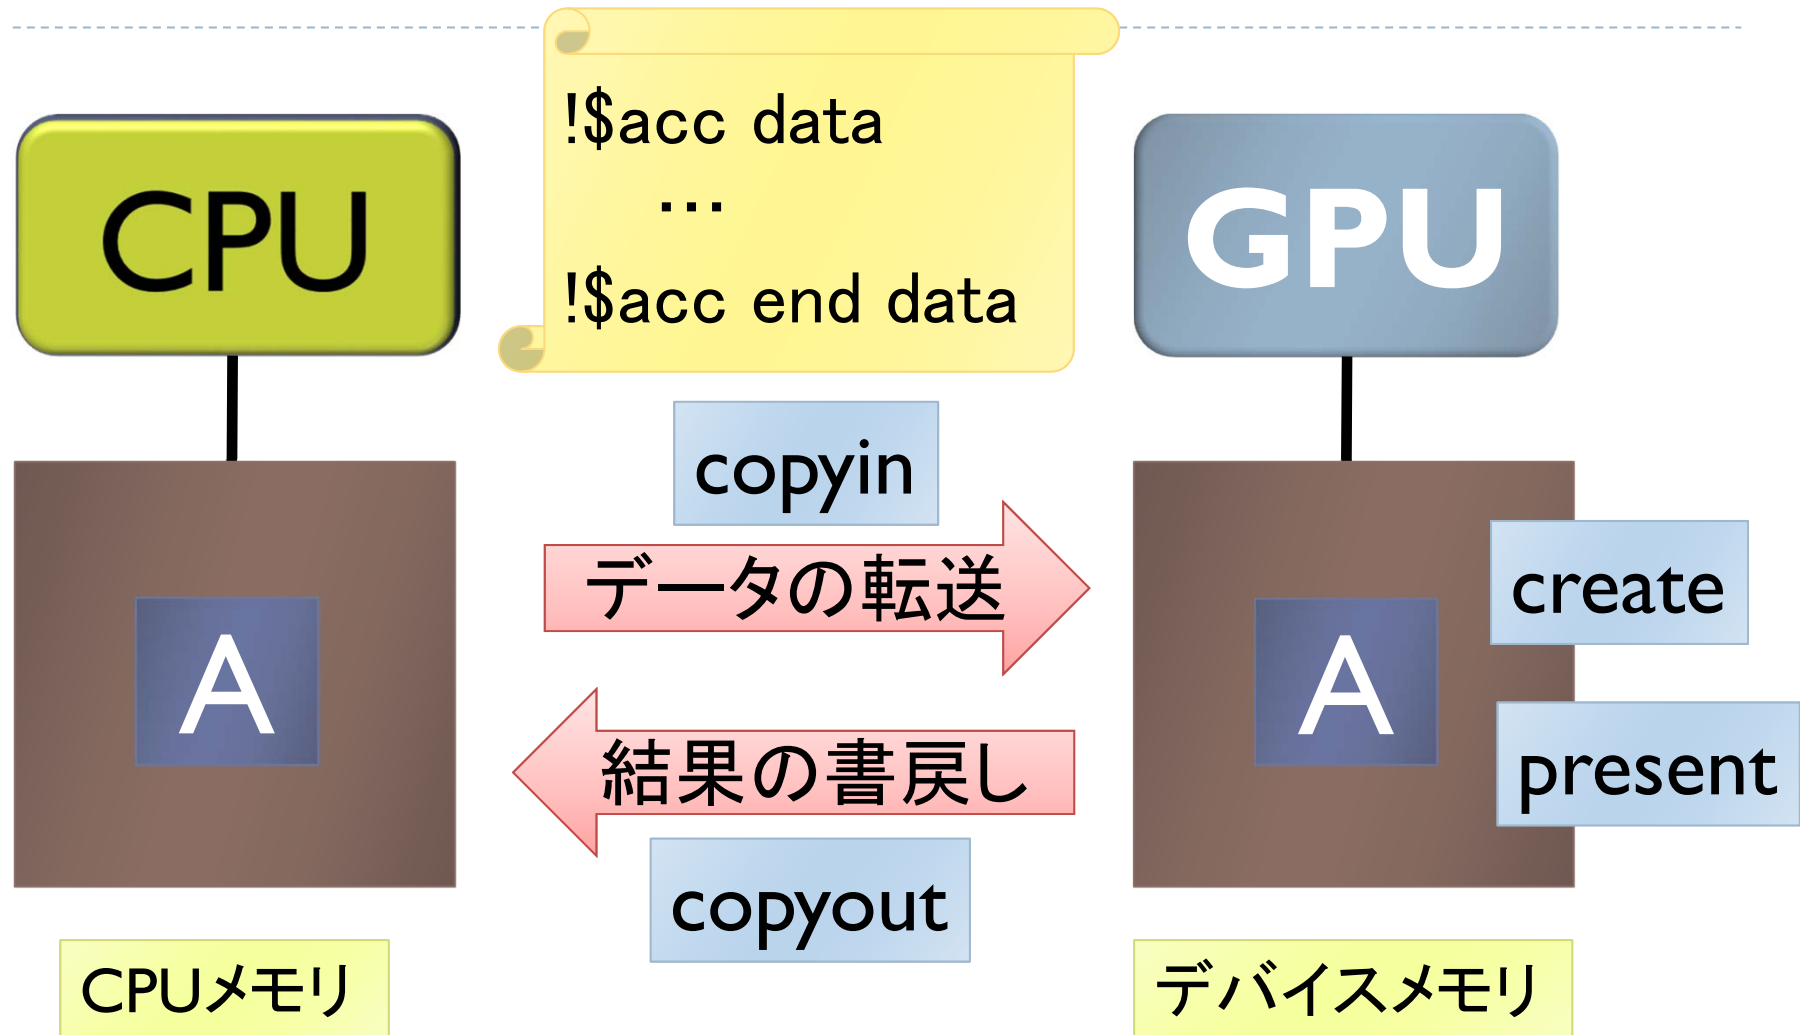 !$acc data
...
!$acc end data
CPU
GPU
copyin
データの転送
create
A
A
present
結果の書戻し
copyout
CPUメモリ
デバイスメモリ